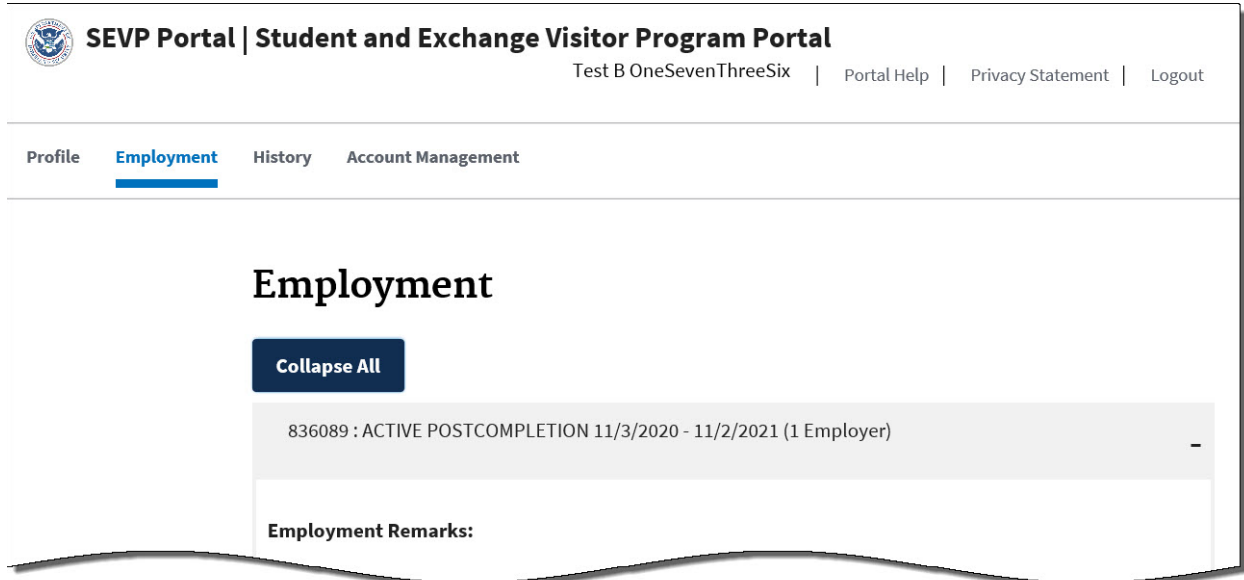 SEVP Portal | Student and Exchange Visitor Program Portal
Test B OneSevenThreeSix | Portal Help | Privacy Statement | Logout
Profile Employment History Account Management
Employment
Collapse All
836089 : ACTIVE POSTCOMPLETION 11/3/2020 - 11/2/2021 (1 Employer) -
Employment Remarks: